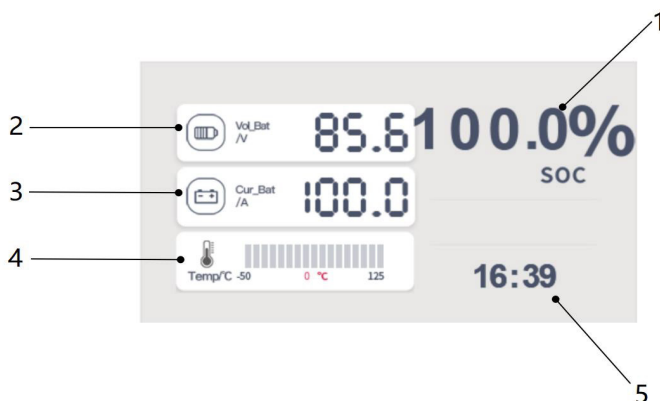 1
2
Vol_Bat
/V
85.6
100.0%
SOC
3
Cur_Bat
/A
100.0
4
Temp/℃ -50 0 ℃ 125
16:39
5